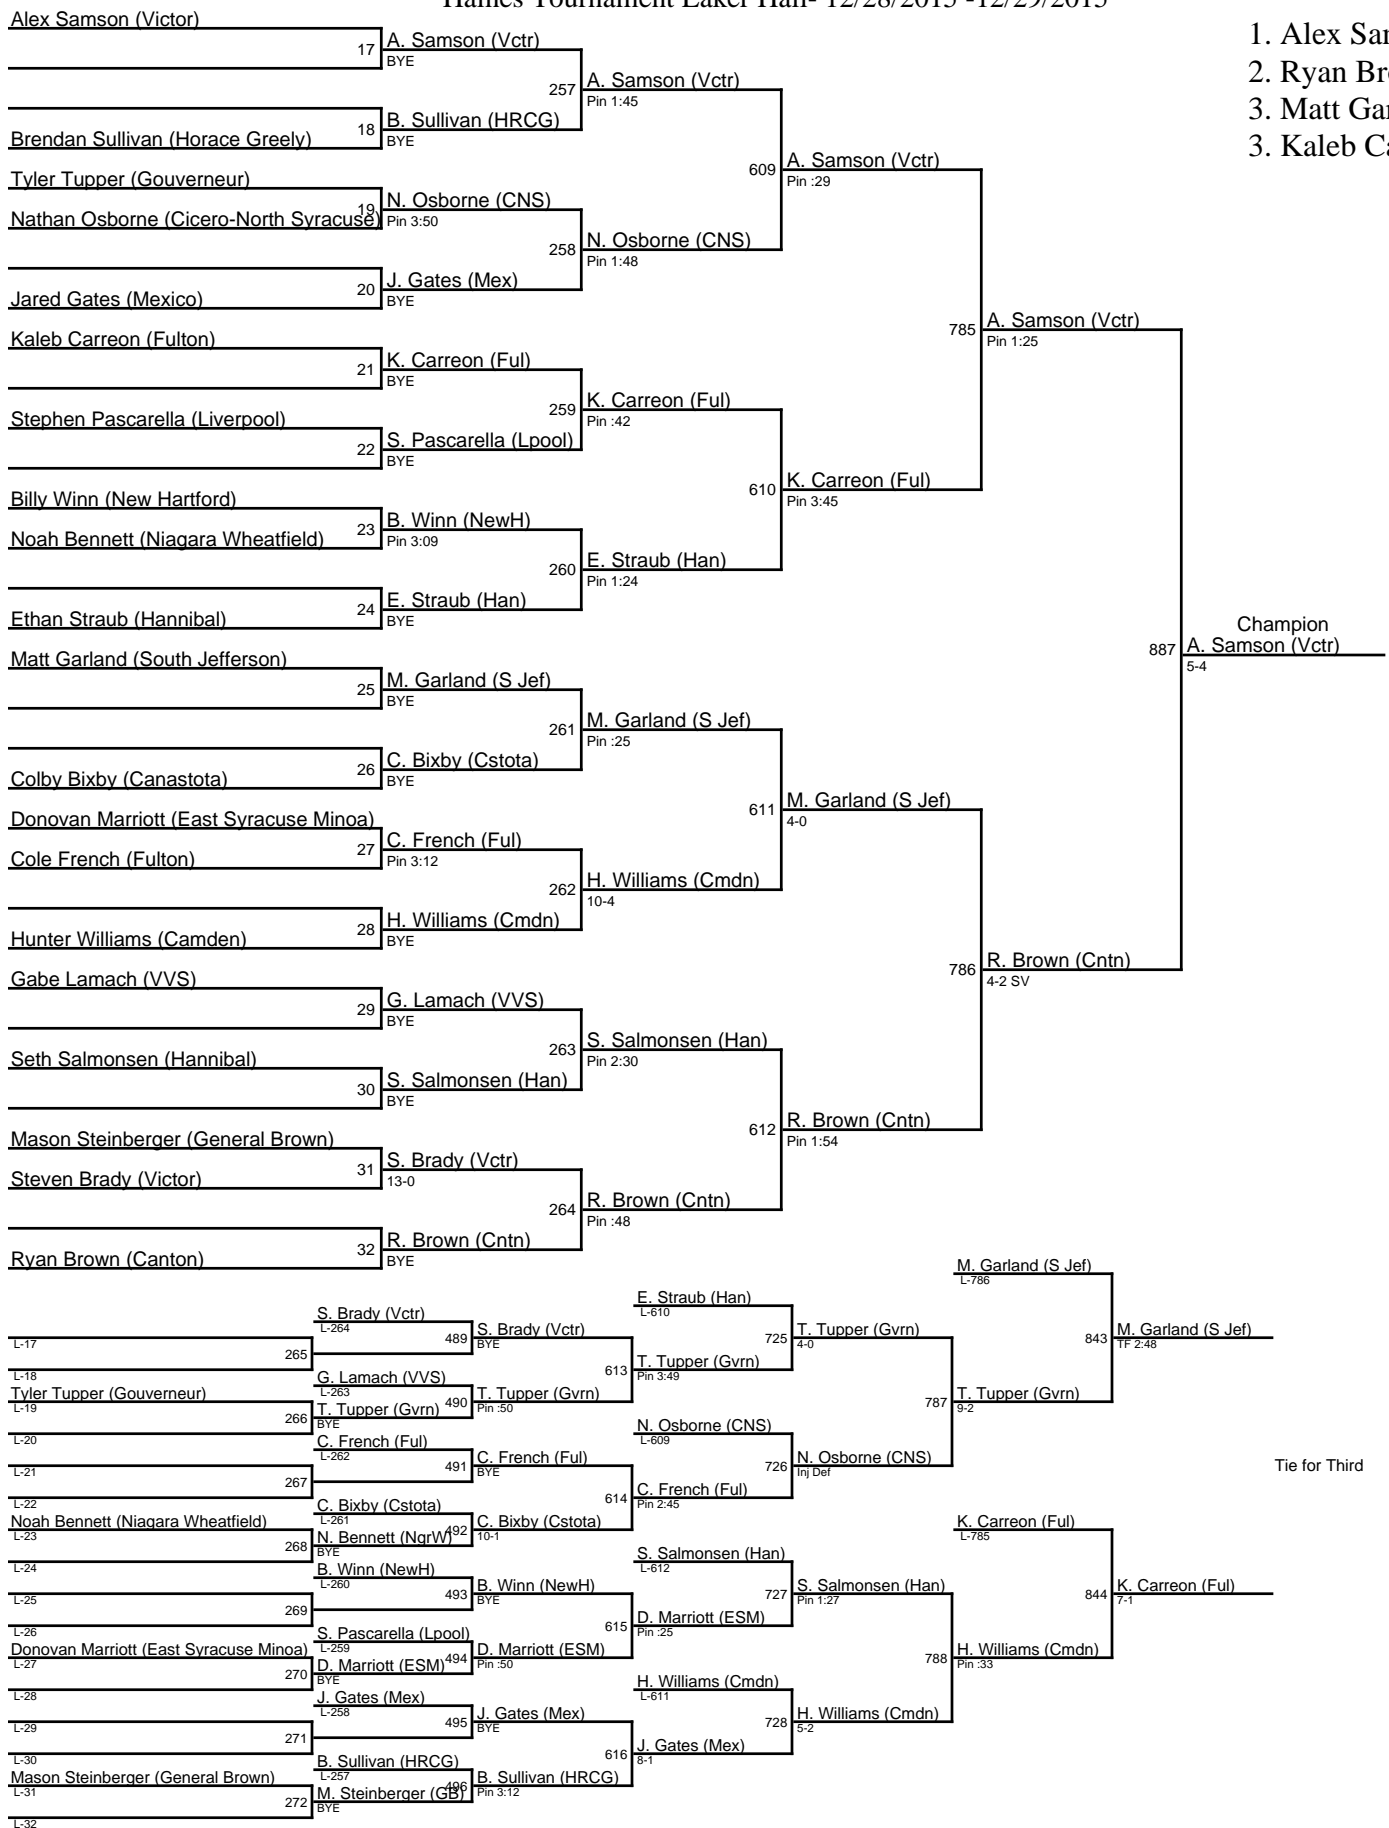 Haines Tournament Laker Hall- 12/28/2015 -12/29/2015
1. Alex
2. Ryan
3. Matt
3. Kaleb
Alex Samson (Victor)
17
A. Samson (Vctr)
BYE
257
A. Samson (Vctr)
Pin 1:45
Brendan Sullivan (Horace Greely)
18
B. Sullivan (HRCG)
BYE
609
A. Samson (Vctr)
Pin :29
Tyler Tupper (Gouverneur)
Nathan Osborne (Cicero-North Syracuse)
19
N. Osborne (CNS)
Pin 3:50
258
N. Osborne (CNS)
Pin 1:48
Jared Gates (Mexico)
20
J. Gates (Mex)
BYE
785
A. Samson (Vctr)
Pin 1:25
Kaleb Carreon (Fulton)
21
K. Carreon (Ful)
BYE
259
K. Carreon (Ful)
Pin :42
Stephen Pascarella (Liverpool)
22
S. Pascarella (Lpool)
BYE
610
K. Carreon (Ful)
Pin 3:45
Billy Winn (New Hartford)
Noah Bennett (Niagara Wheatfield)
23
B. Winn (NewH)
Pin 3:09
260
E. Straub (Han)
Pin 1:24
Ethan Straub (Hannibal)
24
E. Straub (Han)
BYE
887
Champion
A. Samson (Vctr)
5-4
Matt Garland (South Jefferson)
25
M. Garland (S Jef)
BYE
261
M. Garland (S Jef)
Pin :25
Colby Bixby (Canastota)
26
C. Bixby (Cstota)
BYE
611
M. Garland (S Jef)
4-0
Donovan Marriott (East Syracuse Minoa)
Cole French (Fulton)
27
C. French (Ful)
Pin 3:12
262
H. Williams (Cmdn)
10-4
Hunter Williams (Camden)
28
H. Williams (Cmdn)
BYE
786
R. Brown (Cntn)
4-2 SV
Gabe Lamach (VVS)
29
G. Lamach (VVS)
BYE
263
S. Salmonsen (Han)
Pin 2:30
Seth Salmonsen (Hannibal)
30
S. Salmonsen (Han)
BYE
612
R. Brown (Cntn)
Pin 1:54
Mason Steinberger (General Brown)
Steven Brady (Victor)
31
S. Brady (Vctr)
13-0
264
R. Brown (Cntn)
Pin :48
Ryan Brown (Canton)
32
R. Brown (Cntn)
BYE
M. Garland (S Jef)
L-786
843
M. Garland (S Jef)
TF 2:48
E. Straub (Han)
L-610
725
T. Tupper (Gvrn)
4-0
S. Brady (Vctr)
L-264
489
S. Brady (Vctr)
BYE
L-17
265
L-18
613
T. Tupper (Gvrn)
Pin 3:49
G. Lamach (VVS)
L-263
490
T. Tupper (Gvrn)
Pin :50
Tyler Tupper (Gouverneur)
L-19
266
T. Tupper (Gvrn)
BYE
L-20
787
T. Tupper (Gvrn)
9-2
N. Osborne (CNS)
L-609
726
N. Osborne (CNS)
Inj Def
C. French (Ful)
L-262
491
C. French (Ful)
BYE
L-21
267
L-22
614
C. French (Ful)
Pin 2:45
Tie for Third
C. Bixby (Cstota)
L-261
492
C. Bixby (Cstota)
10-1
Noah Bennett (Niagara Wheatfield)
L-23
268
N. Bennett (NgrW)
BYE
L-24
K. Carreon (Ful)
L-785
844
K. Carreon (Ful)
7-1
S. Salmonsen (Han)
L-612
727
S. Salmonsen (Han)
Pin 1:27
B. Winn (NewH)
L-260
493
B. Winn (NewH)
BYE
L-25
269
L-26
615
D. Marriott (ESM)
Pin :25
S. Pascarella (Lpool)
L-259
494
D. Marriott (ESM)
Pin :50
Donovan Marriott (East Syracuse Minoa)
L-27
270
D. Marriott (ESM)
BYE
L-28
788
H. Williams (Cmdn)
Pin :33
H. Williams (Cmdn)
L-611
728
H. Williams (Cmdn)
5-2
J. Gates (Mex)
L-258
495
J. Gates (Mex)
BYE
L-29
271
L-30
616
J. Gates (Mex)
8-1
B. Sullivan (HRCG)
L-257
496
B. Sullivan (HRCG)
Pin 3:12
Mason Steinberger (General Brown)
L-31
272
M. Steinberger (GB)
BYE
L-32